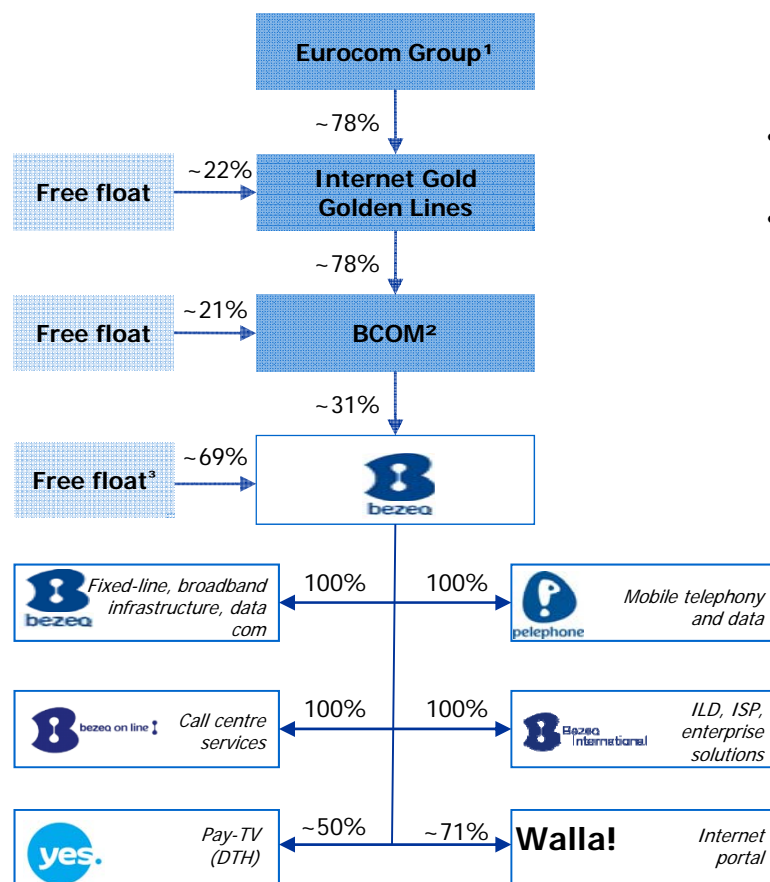 Eurocom Group¹
~78%
~22%
Free float
Internet Gold
Golden Lines
~78%
~21%
Free float
BCOM²
~31%
~69%
Free float³
bezeq
100%
100%
bezeq
Fixed-line, broadband
infrastructure, data
com
pelephone
Mobile telephony
and data
100%
100%
bezeq on line
Call centre
services
Bezeq
International
ILD, ISP,
enterprise
solutions
~50%
~71%
yes.
Pay-TV
(DTH)
Walla!
Internet
portal